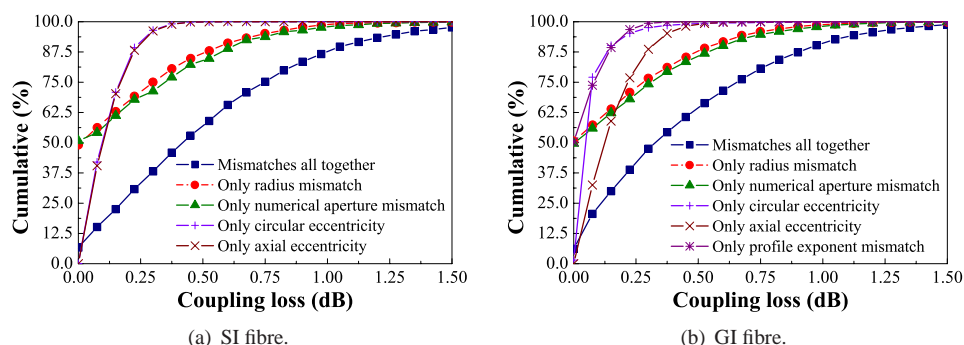 100.0
87.5
75.0
62.5
50.0
37.5
25.0
12.5
0.0
Cumulative (%)
Mismatches all together
Only radius mismatch
Only numerical aperture mismatch
Only circular eccentricity
Only axial eccentricity
0.00 0.25 0.50 0.75 1.00 1.25 1.50
Coupling loss (dB)
(a) SI fibre.
100.0
87.5
75.0
62.5
50.0
37.5
25.0
12.5
0.0
Cumulative (%)
Mismatches all together
Only radius mismatch
Only numerical aperture mismatch
Only circular eccentricity
Only axial eccentricity
Only profile exponent mismatch
0.00 0.25 0.50 0.75 1.00 1.25 1.50
Coupling loss (dB)
(b) GI fibre.